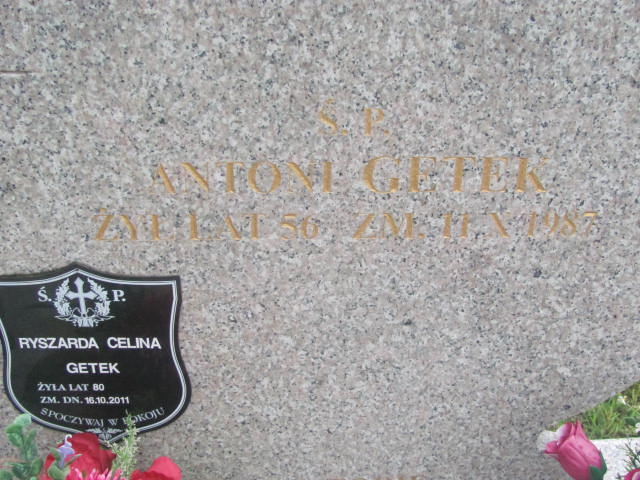 Ś. P.
ANTONI GETEK
ŻYŁ LAT 56 ZM. 11 X 1987
Ś. P.
RYSZARDA CELINA
GETEK
ŻYŁA LAT 80
ZM. DN. 16.10.2011
SPOCZYWAJ W POKOJU